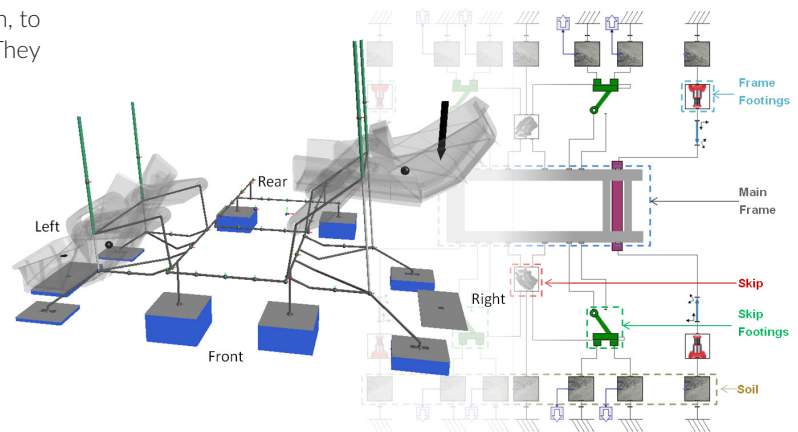 n, to
They
Left
Rear
Front
Right
Frame
Footings
Main
Frame
Skip
Skip
Footings
Soil